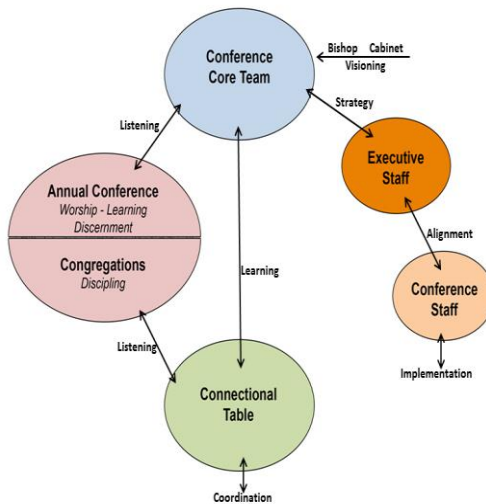 Conference
Core Team
Bishop Cabinet
Visioning
Strategy
Listening
Executive
Staff
Annual Conference
Worship - Learning
Discernment
Congregations
Discipling
Alignment
Learning
Conference
Staff
Listening
Implementation
Connectional
Table
Coordination